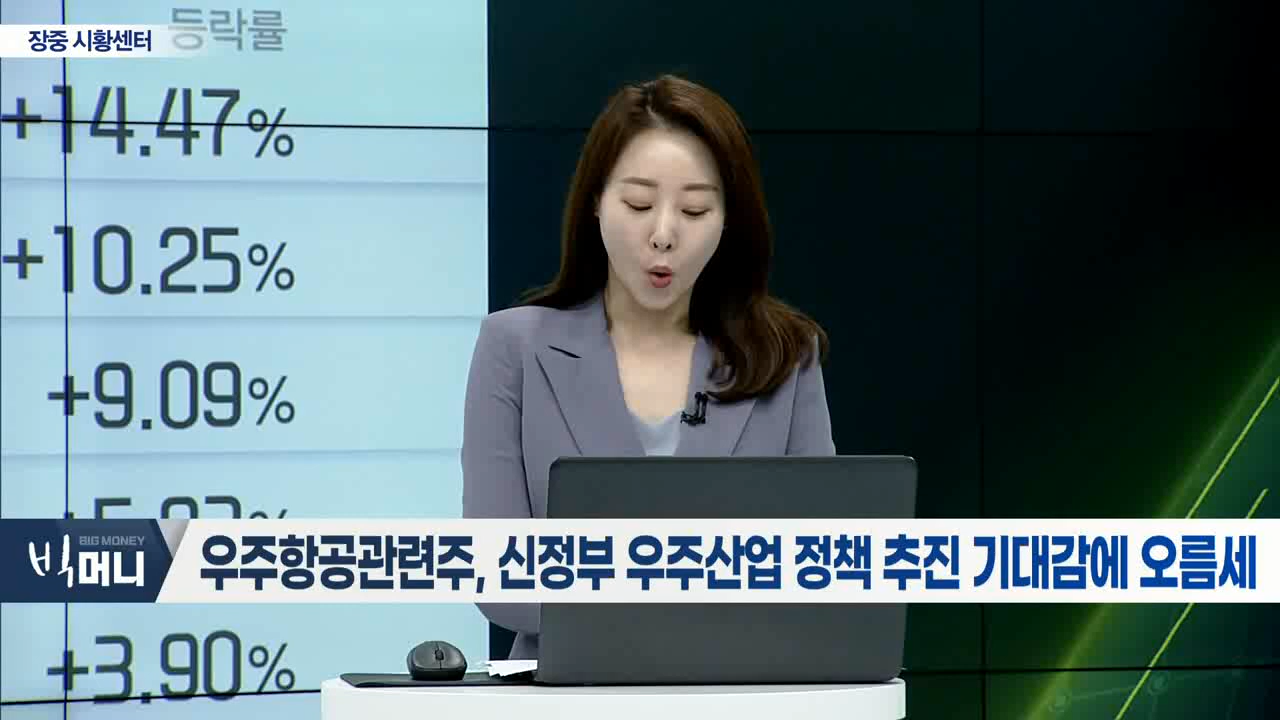 장중 시황센터
등락률
+14.47%
+10.25%
+9.09%
BIG MONEY
빅머니
우주항공관련주, 신정부 우주산업 정책 추진 기대감에 오름세
+3.90%